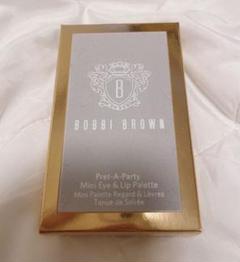 B
BOBBI BROWN
Pret-A-Party
Mini Eye & Lip Palette
Mini Palette Regard & Lèvres
Tenue de Soirée